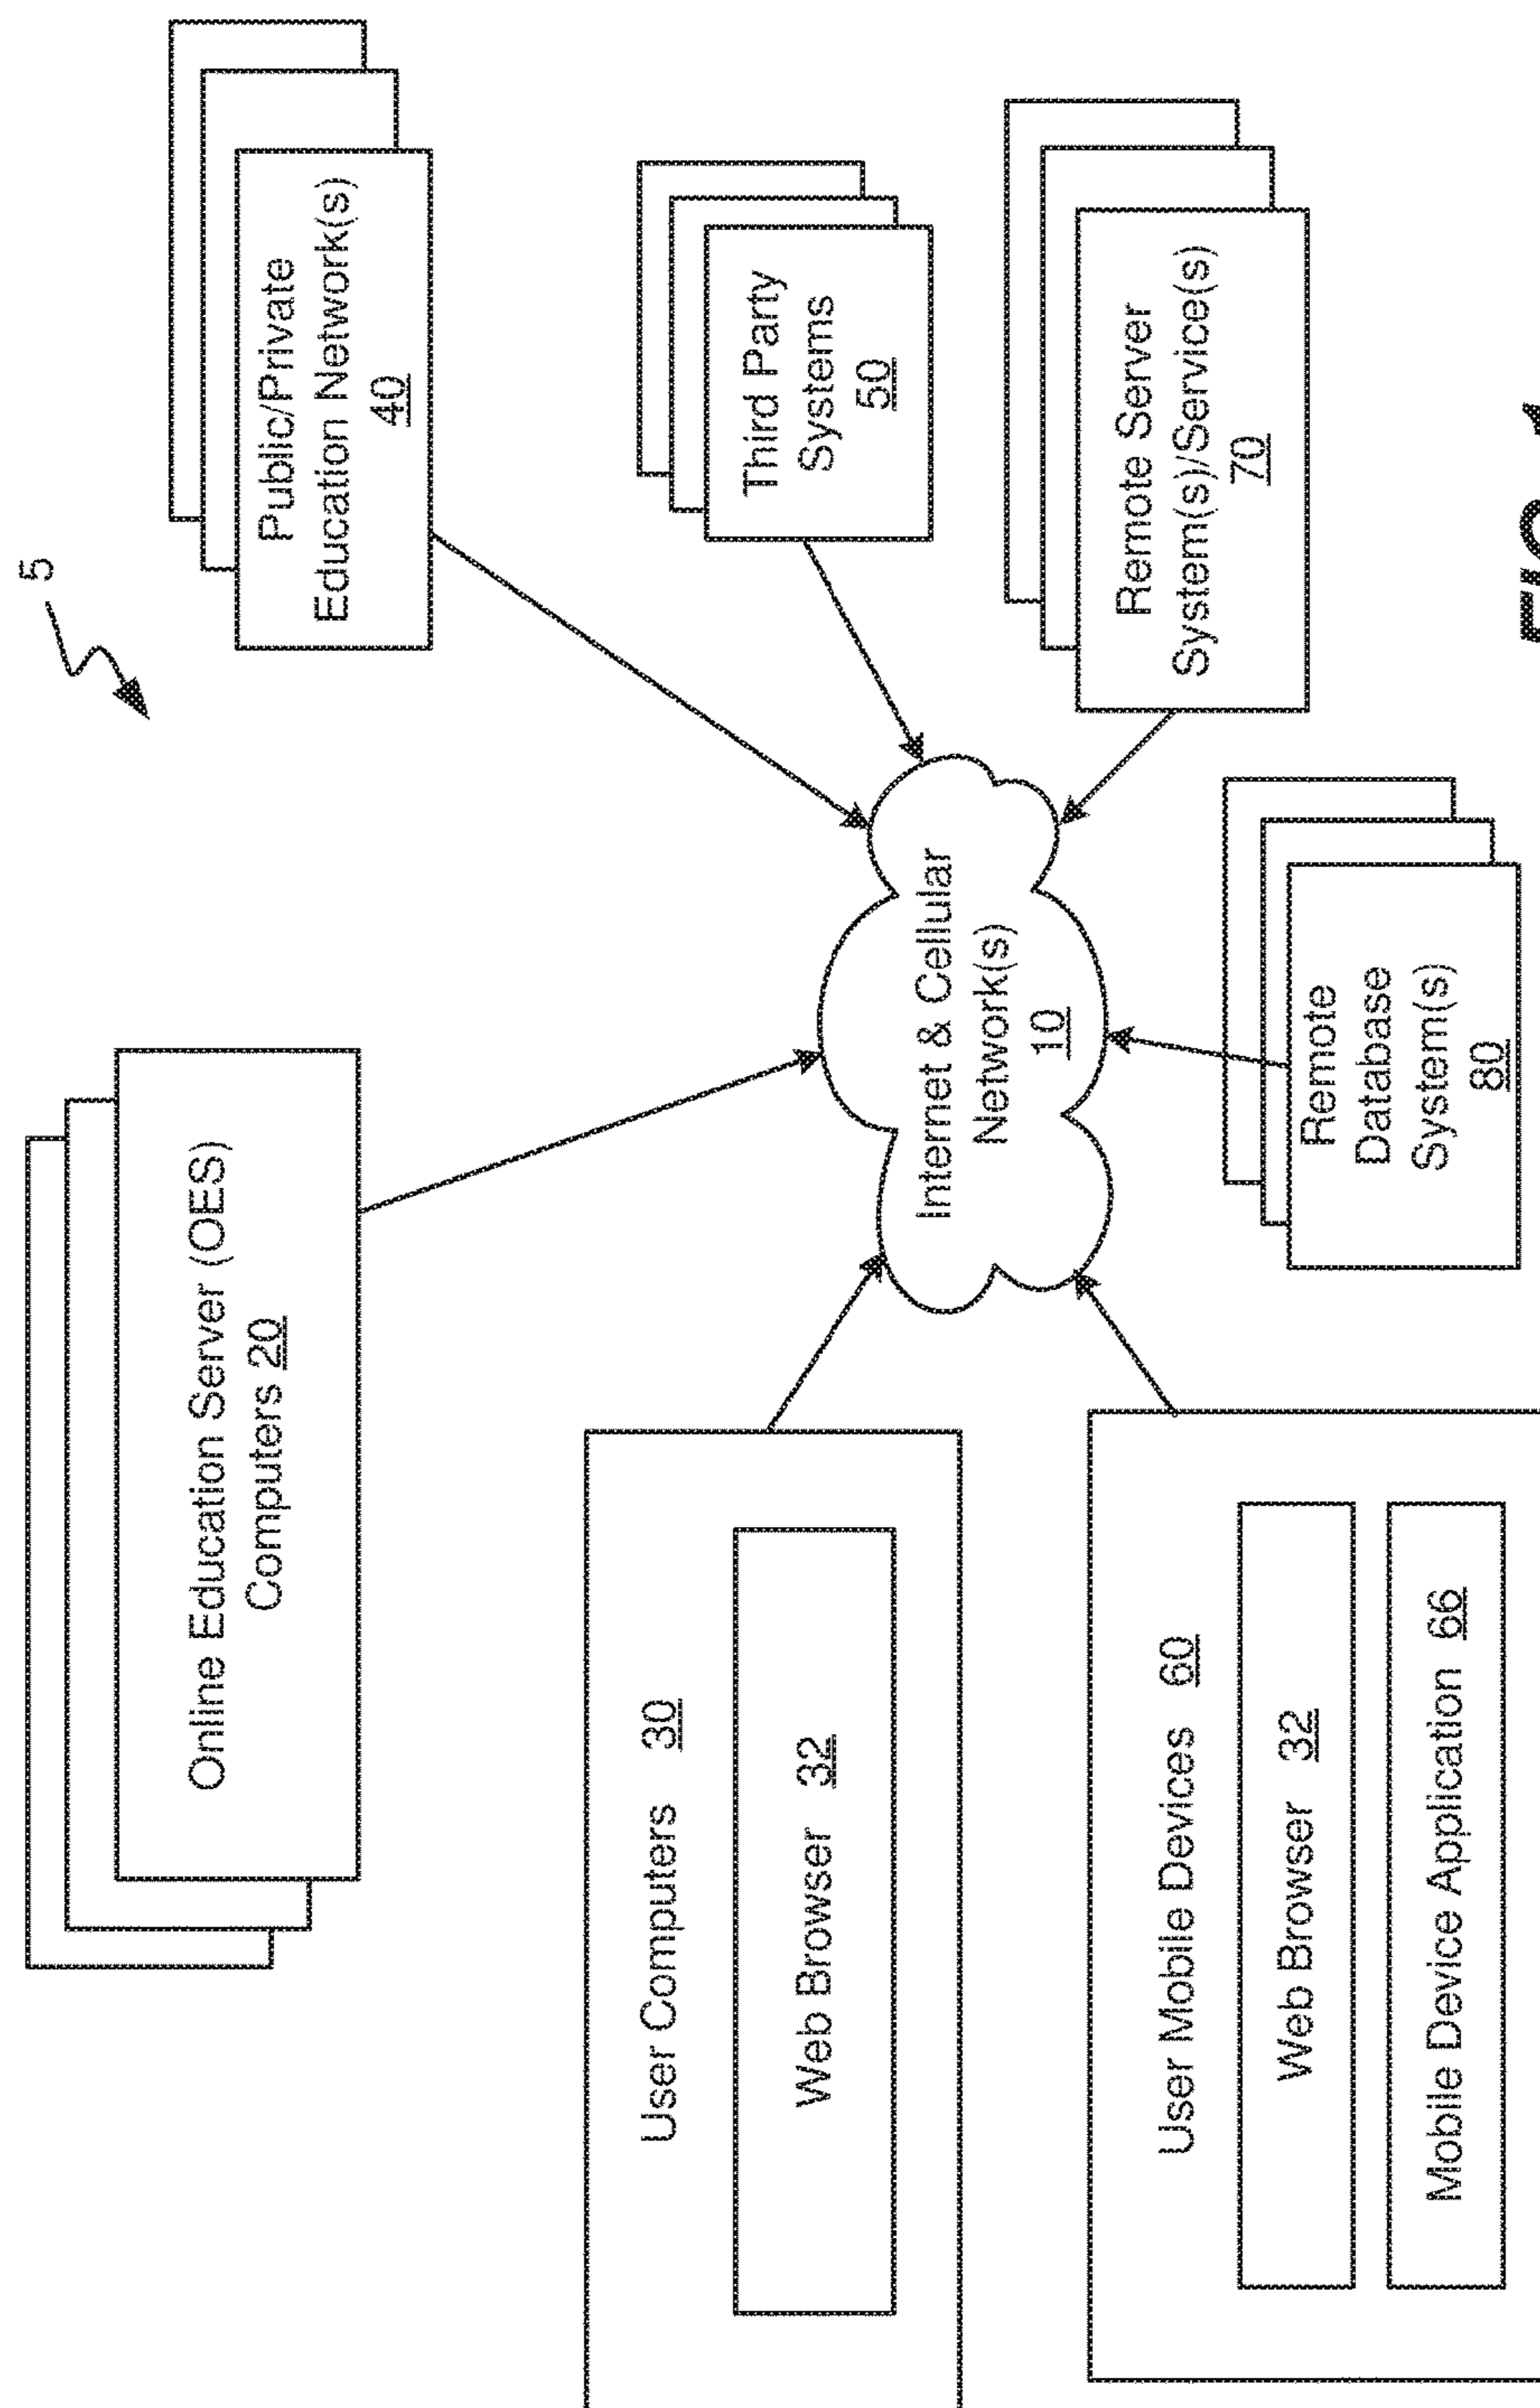 5
Online Education Server (OES)
Computers 20
Public/Private
Education Network(s)
40
User Computers 30
Web Browser 32
Third Party
Systems
50
Internet & Cellular
Network(s)
10
User Mobile Devices 60
Web Browser 32
Mobile Device Application 66
Remote Server
System(s)/Service(s)
70
Remote
Database
System(s)
80